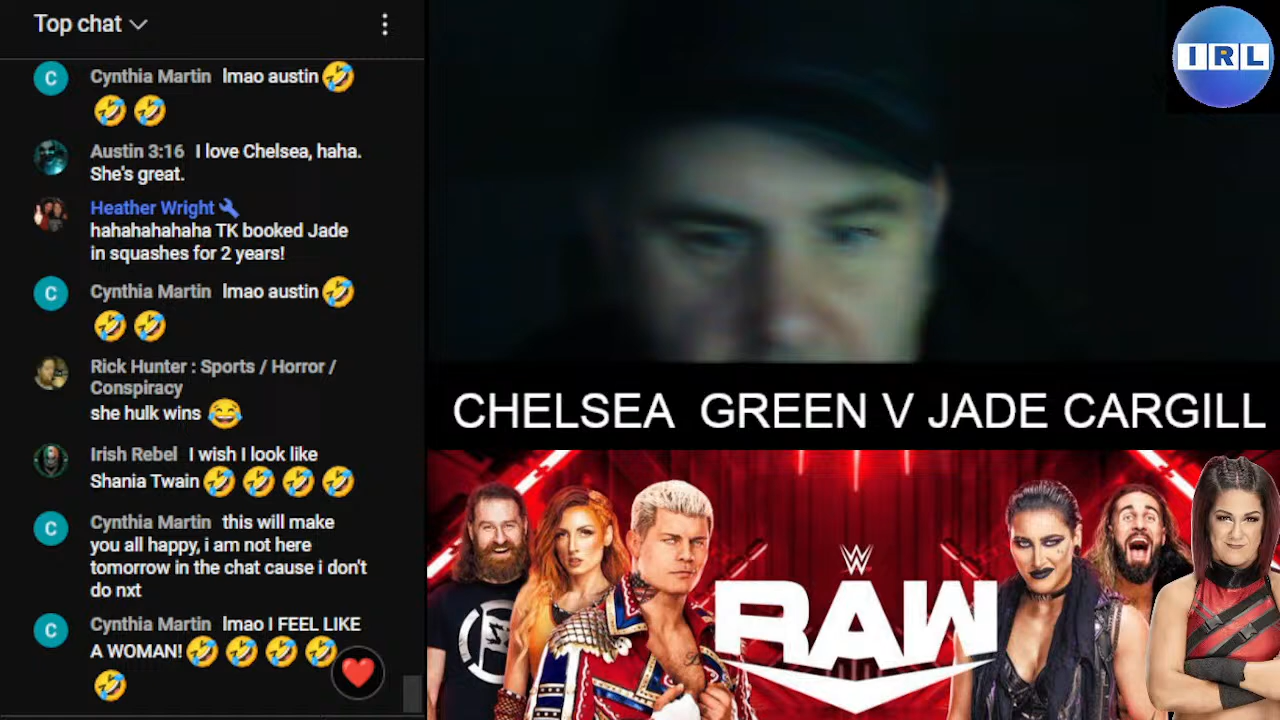 Top chat
Cynthia Martin lmao austin
Austin 3:16 I love Chelsea, haha.
She's great.
Heather Wright
hahahahahaha TK booked Jade
in squashes for 2 years!
Cynthia Martin lmao austin
Rick Hunter : Sports / Horror /
Conspiracy
she hulk wins
Irish Rebel I wish I look like
Shania Twain
Cynthia Martin this will make
you all happy, i am not here
tomorrow in the chat cause i don't
do nxt
Cynthia Martin lmao I FEEL LIKE
A WOMAN!
C
C
C
C
IRL
CHELSEA GREEN V JADE CARGILL
W
RAW